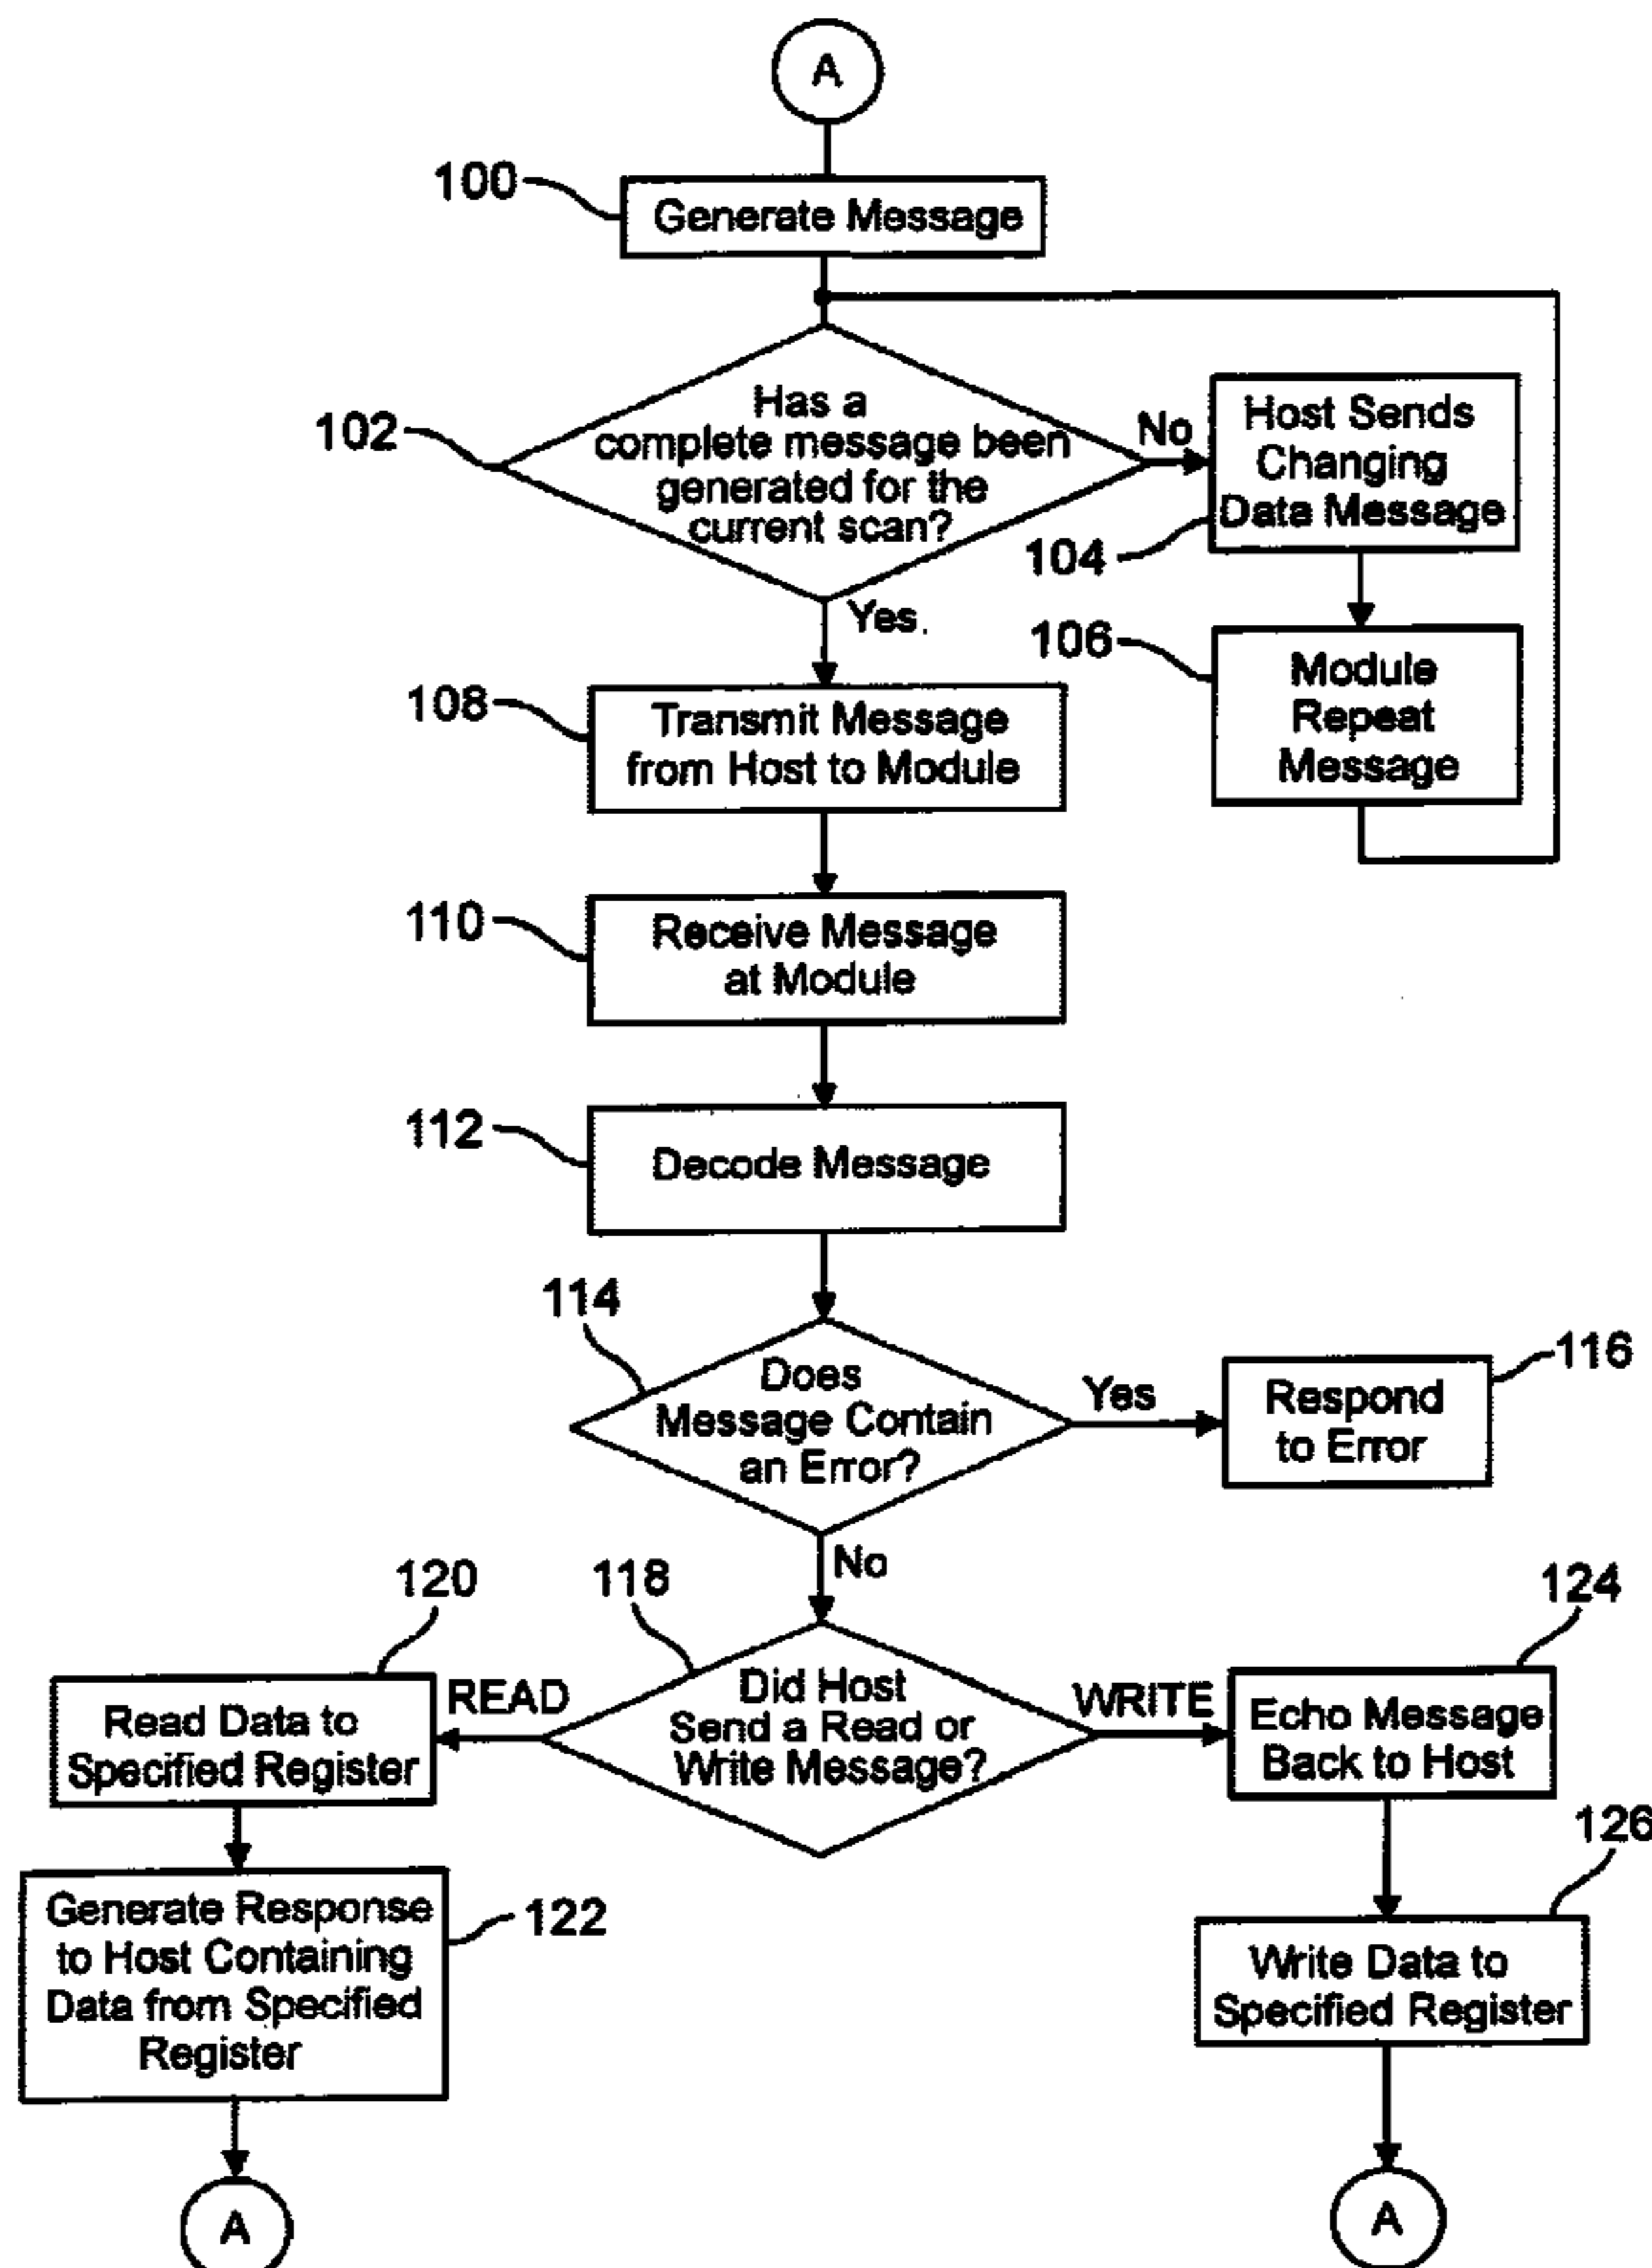 A
100
Generate Message
102
Has a
complete message been
generated for the
current scan?
No
Host Sends
Changing
Data Message
104
Yes
106
Module
Repeat
Message
108
Transmit Message
from Host to Module
110
Receive Message
at Module
112
Decode Message
114
Does
Message Contain
an Error?
Yes
Respond
to Error
116
No
118
Did Host
Send a Read or
Write Message?
READ
120
Read Data to
Specified Register
WRITE
124
Echo Message
Back to Host
122
Generate Response
to Host Containing
Data from Specified
Register
126
Write Data to
Specified Register
A
A